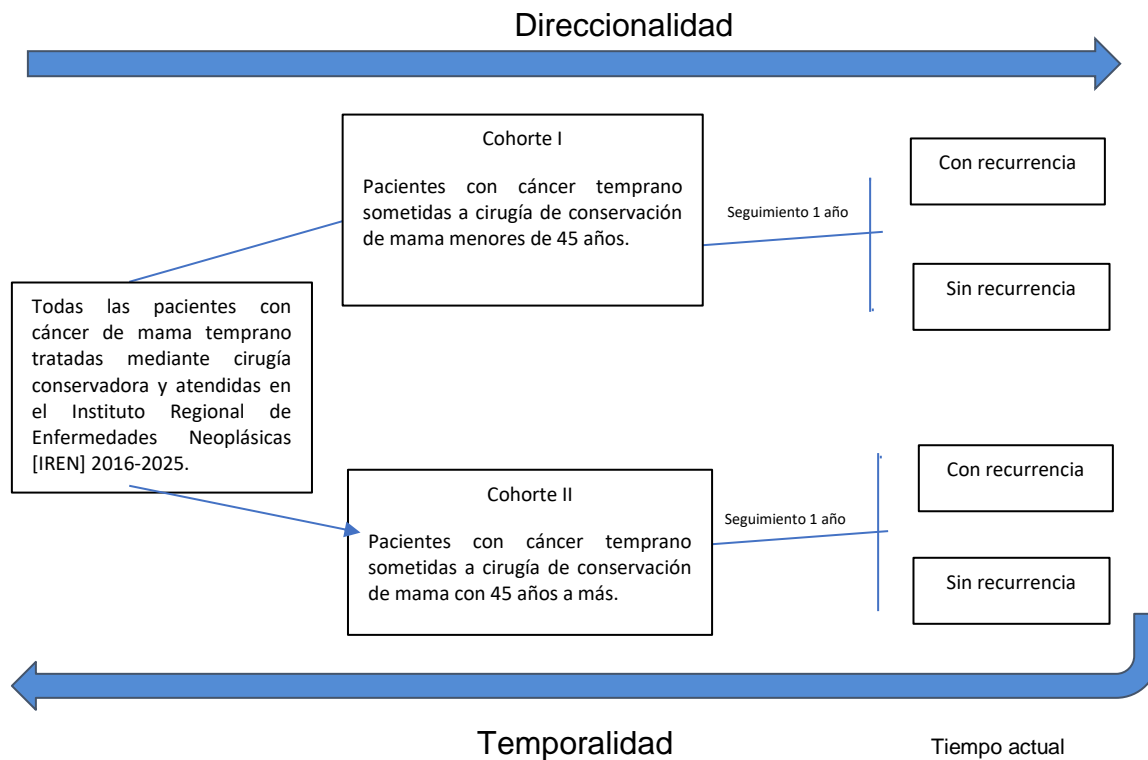 Direccionalidad
Cohorte I
Pacientes con cáncer temprano
sometidas a cirugía de conservación
de mama menores de 45 años.
Seguimiento 1 año
Con recurrencia
Sin recurrencia
Todas las pacientes con
cáncer de mama temprano
tratadas mediante cirugía
conservadora y atendidas en
el Instituto Regional de
Enfermedades Neoplásicas
[IREN] 2016-2025.
Cohorte II
Pacientes con cáncer temprano
sometidas a cirugía de conservación
de mama con 45 años a más.
Seguimiento 1 año
Con recurrencia
Sin recurrencia
Temporalidad
Tiempo actual